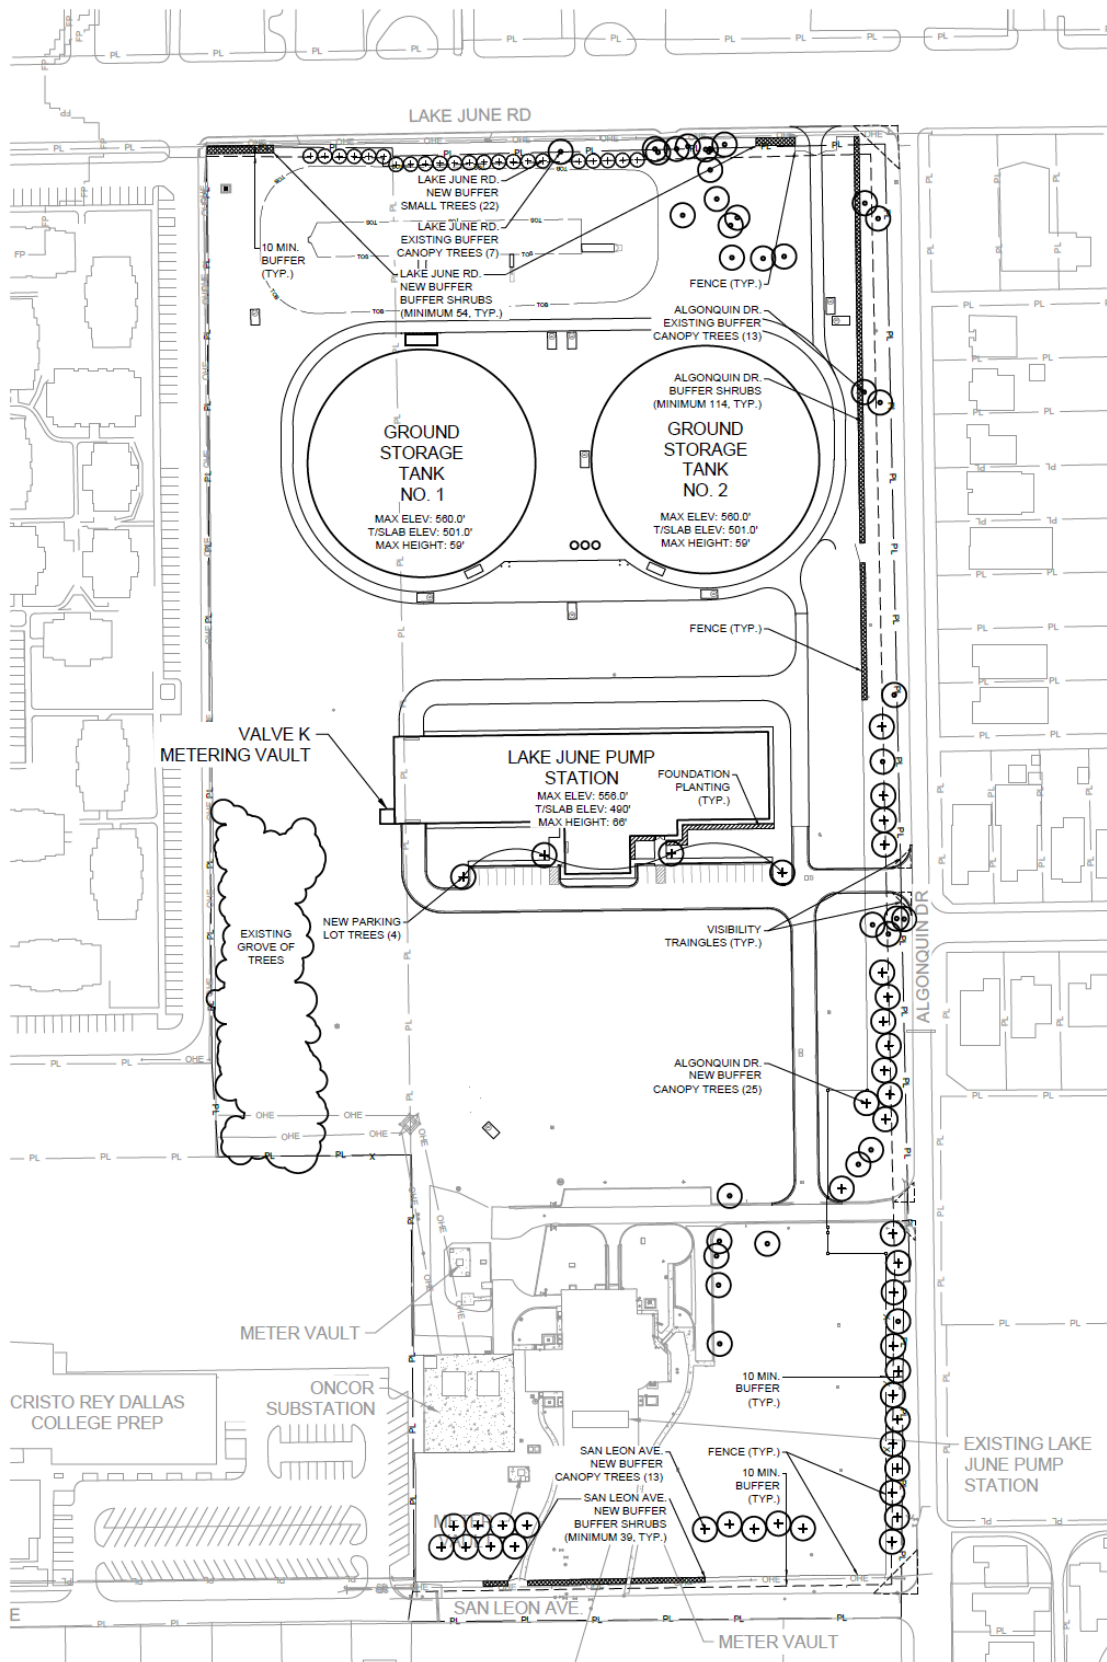 LAKE JUNE RD
LAKE JUNE RD.
NEW BUFFER
SMALL TREES (22)
LAKE JUNE RD.
EXISTING BUFFER
CANOPY TREES (7)
10 MIN.
BUFFER
(TYP.)
LAKE JUNE RD.
NEW BUFFER
BUFFER SHRUBS
(MINIMUM 54, TYP.)
FENCE (TYP.)
ALGONQUIN DR.
EXISTING BUFFER
CANOPY TREES (13)
ALGONQUIN DR.
BUFFER SHRUBS
(MINIMUM 114, TYP.)
GROUND
STORAGE
TANK
NO. 1
MAX ELEV: 560.0'
T/SLAB ELEV: 501.0'
MAX HEIGHT: 59'
GROUND
STORAGE
TANK
NO. 2
MAX ELEV: 560.0'
T/SLAB ELEV: 501.0'
MAX HEIGHT: 59'
FENCE (TYP.)
VALVE K
METERING VAULT
LAKE JUNE PUMP
STATION
MAX ELEV: 556.0'
T/SLAB ELEV: 490'
MAX HEIGHT: 66'
FOUNDATION
PLANTING
(TYP.)
NEW PARKING
LOT TREES (4)
VISIBILITY
TRAINGLES (TYP.)
EXISTING
GROVE OF
TREES
ALGONQUIN DR
ALGONQUIN DR.
NEW BUFFER
CANOPY TREES (25)
METER VAULT
ONCOR
SUBSTATION
CRISTO REY DALLAS
COLLEGE PREP
10 MIN.
BUFFER
(TYP.)
EXISTING LAKE
JUNE PUMP
STATION
SAN LEON AVE.
NEW BUFFER
CANOPY TREES (13)
FENCE (TYP.)
10 MIN.
BUFFER
(TYP.)
SAN LEON AVE.
NEW BUFFER
BUFFER SHRUBS
(MINIMUM 39, TYP.)
SAN LEON AVE.
METER VAULT